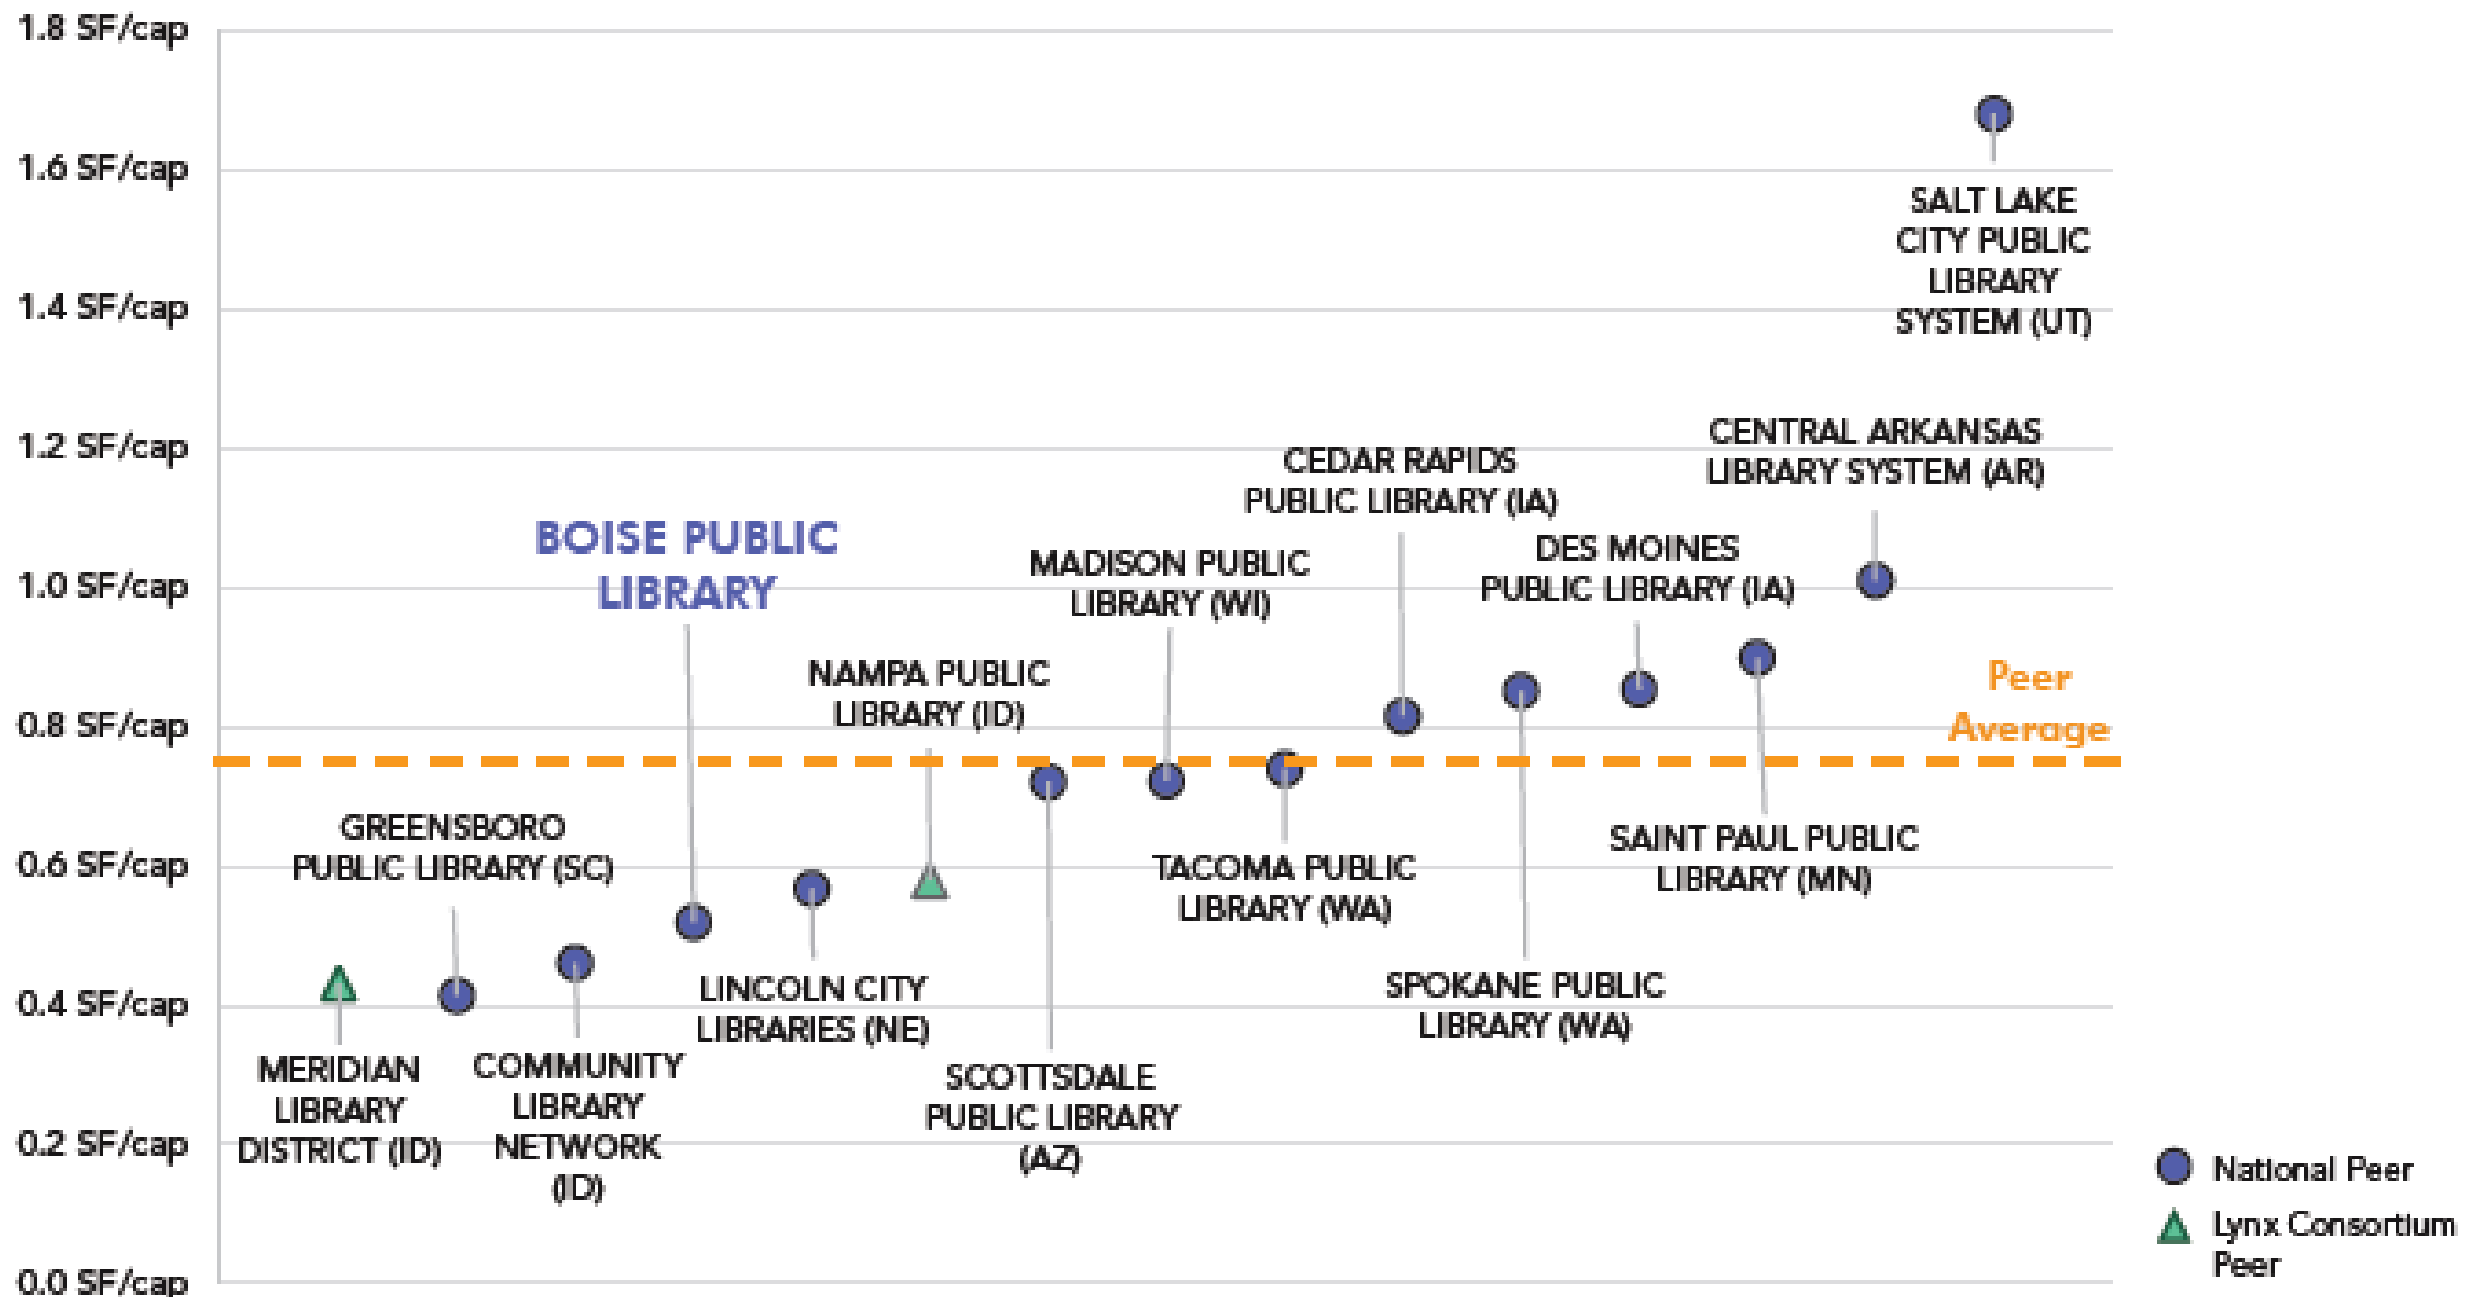 1.8 SF/cap
1.6 SF/cap
1.4 SF/cap
1.2 SF/cap
1.0 SF/cap
0.8 SF/cap
0.6 SF/cap
0.4 SF/cap
0.2 SF/cap
0.0 SF/cap
MERIDIAN
LIBRARY
DISTRICT (ID)
GREENSBORO
PUBLIC LIBRARY (SC)
COMMUNITY
LIBRARY
NETWORK
(ID)
BOISE PUBLIC
LIBRARY
LINCOLN CITY
LIBRARIES (NE)
NAMPA PUBLIC
LIBRARY (ID)
SCOTTSDALE
PUBLIC LIBRARY
(AZ)
MADISON PUBLIC
LIBRARY (WI)
TACOMA PUBLIC
LIBRARY (WA)
CEDAR RAPIDS
PUBLIC LIBRARY (IA)
SPOKANE PUBLIC
LIBRARY (WA)
DES MOINES
PUBLIC LIBRARY (IA)
SAINT PAUL PUBLIC
LIBRARY (MN)
CENTRAL ARKANSAS
LIBRARY SYSTEM (AR)
SALT LAKE
CITY PUBLIC
LIBRARY
SYSTEM (UT)
Peer
Average
National Peer
Lynx Consortium
Peer